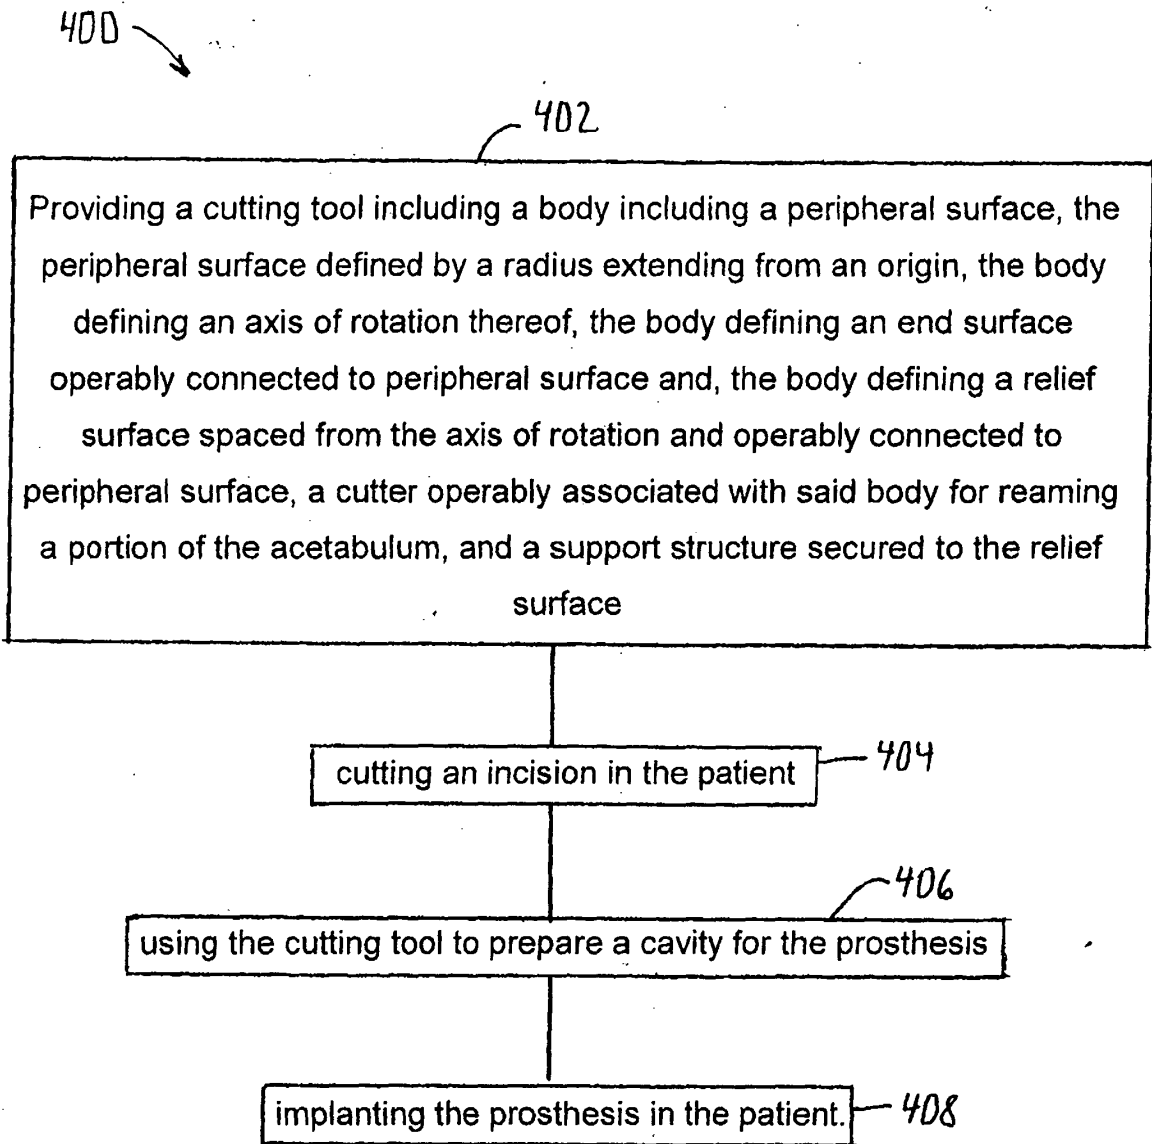 400
402
Providing a cutting tool including a body including a peripheral surface, the
peripheral surface defined by a radius extending from an origin, the body
defining an axis of rotation thereof, the body defining an end surface
operably connected to peripheral surface and, the body defining a relief
surface spaced from the axis of rotation and operably connected to
peripheral surface, a cutter operably associated with said body for reaming
a portion of the acetabulum, and a support structure secured to the relief
surface
cutting an incision in the patient
404
406
using the cutting tool to prepare a cavity for the prosthesis
implanting the prosthesis in the patient.
408